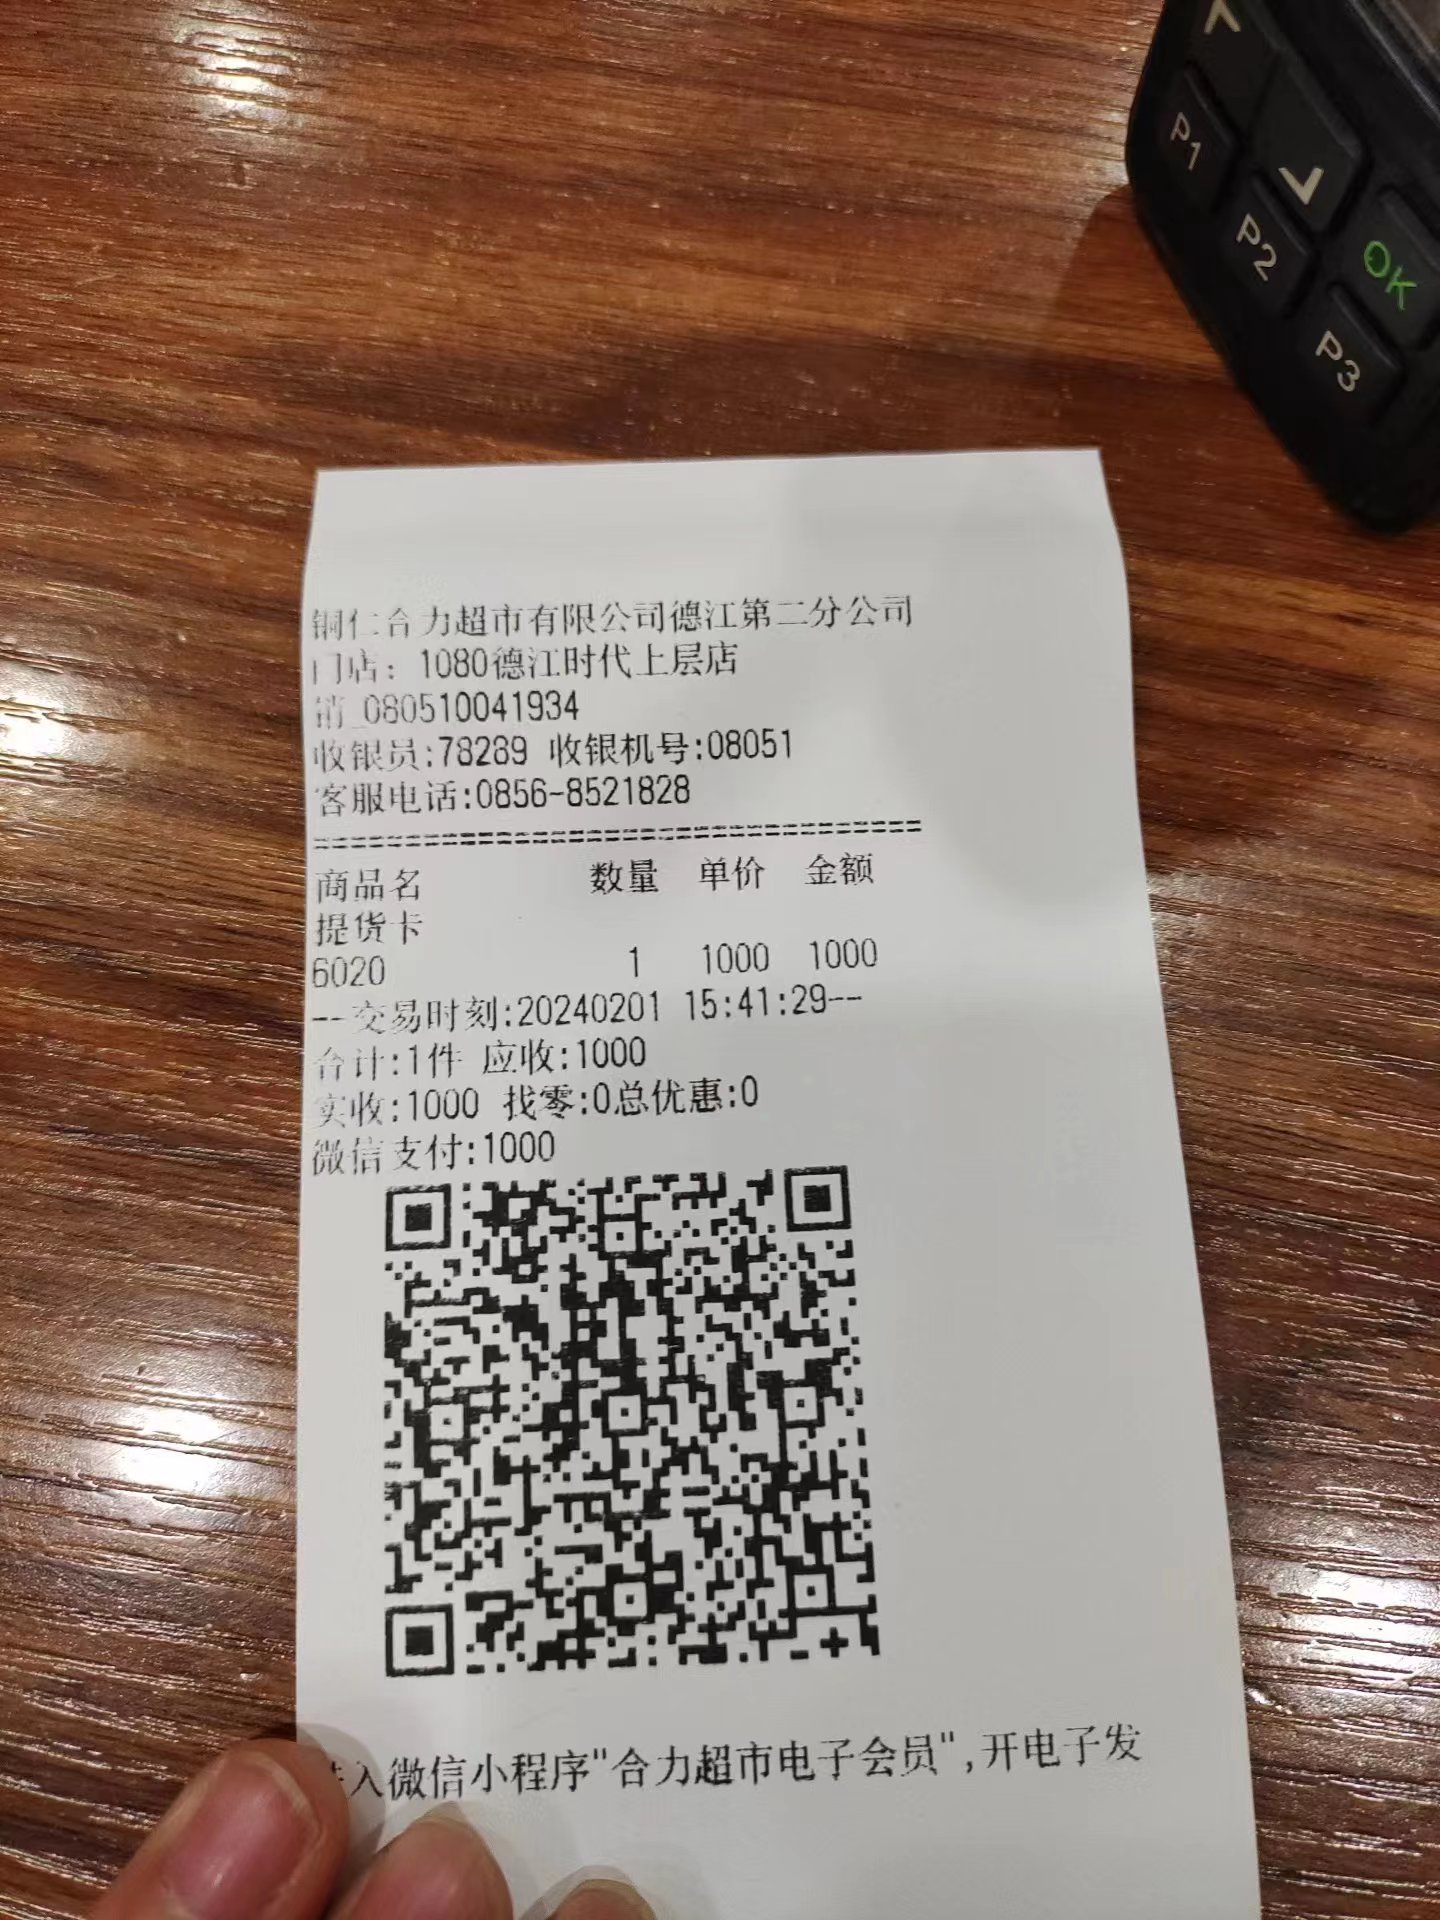 P1
P2
OK
P3
铜仁合力超市有限公司德江第二分公司
门店：1080德江时代上层店
销_080510041934
收银员:78289 收银机号:08051
客服电话:0856-8521828
==================================
商品名 数量 单价 金额
提货卡
6020 1 1000 1000
--交易时刻:20240201 15:41:29--
合计:1件 应收:1000
实收:1000 找零:0总优惠:0
微信支付:1000
进入微信小程序"合力超市电子会员",开电子发